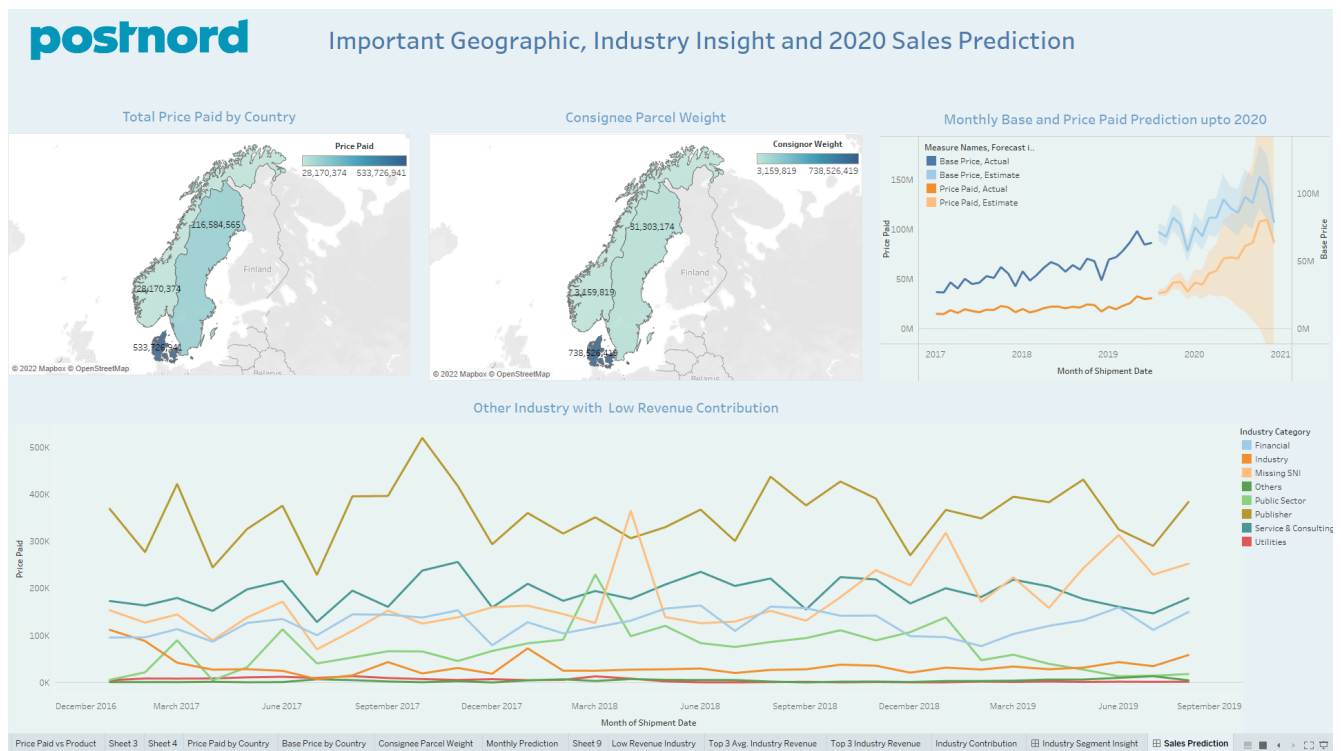 postnord
Important Geographic, Industry Insight and 2020 Sales Prediction
Total Price Paid by Country
Price Paid
28,170,374 533,726,941
116,584,565
28,170,374
533,726,941
Finland
Belarus
© 2022 Mapbox © OpenStreetMap
Consignee Parcel Weight
Consignor Weight
3,159,819 738,526,419
31,303,174
3,159,819
738,526,419
Finland
Belarus
© 2022 Mapbox © OpenStreetMap
Monthly Base and Price Paid Prediction upto 2020
Measure Names, Forecast i..
Base Price, Actual
Base Price, Estimate
Price Paid, Actual
Price Paid, Estimate
Price Paid
150M
100M
50M
0M
Base Price
100M
50M
0M
2017 2018 2019 2020 2021
Month of Shipment Date
Other Industry with Low Revenue Contribution
Price Paid
500K
400K
300K
200K
100K
0K
December 2016 March 2017 June 2017 September 2017 December 2017 March 2018 June 2018 September 2018 December 2018 March 2019 June 2019 September 2019
Month of Shipment Date
Industry Category
Financial
Industry
Missing SNI
Others
Public Sector
Publisher
Service & Consulting
Utilities
Price Paid vs Product Sheet 3 Sheet 4 Price Paid by Country Base Price by Country Consignee Parcel Weight Monthly Prediction Sheet 9 Low Revenue Industry Top 3 Avg. Industry Revenue Top 3 Industry Revenue Industry Contribution Industry Segment Insight Sales Prediction